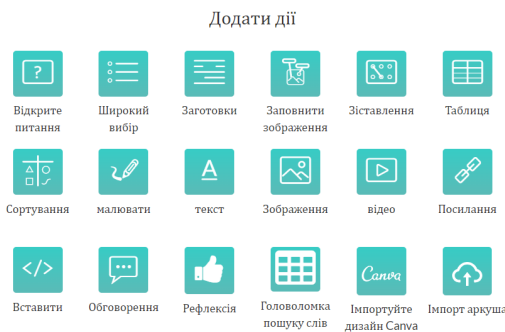 Додати дії
?
Відкрите питання
Широкий вибір
Заготовки
Заповнити зображення
Зіставлення
Таблиця
Сортування
малювати
A
текст
Зображення
відео
Посилання
</>
Вставити
Обговорення
Рефлексія
Головоломка пошуку слів
Canva
Імпортуйте дизайн Canva
Імпорт аркуша